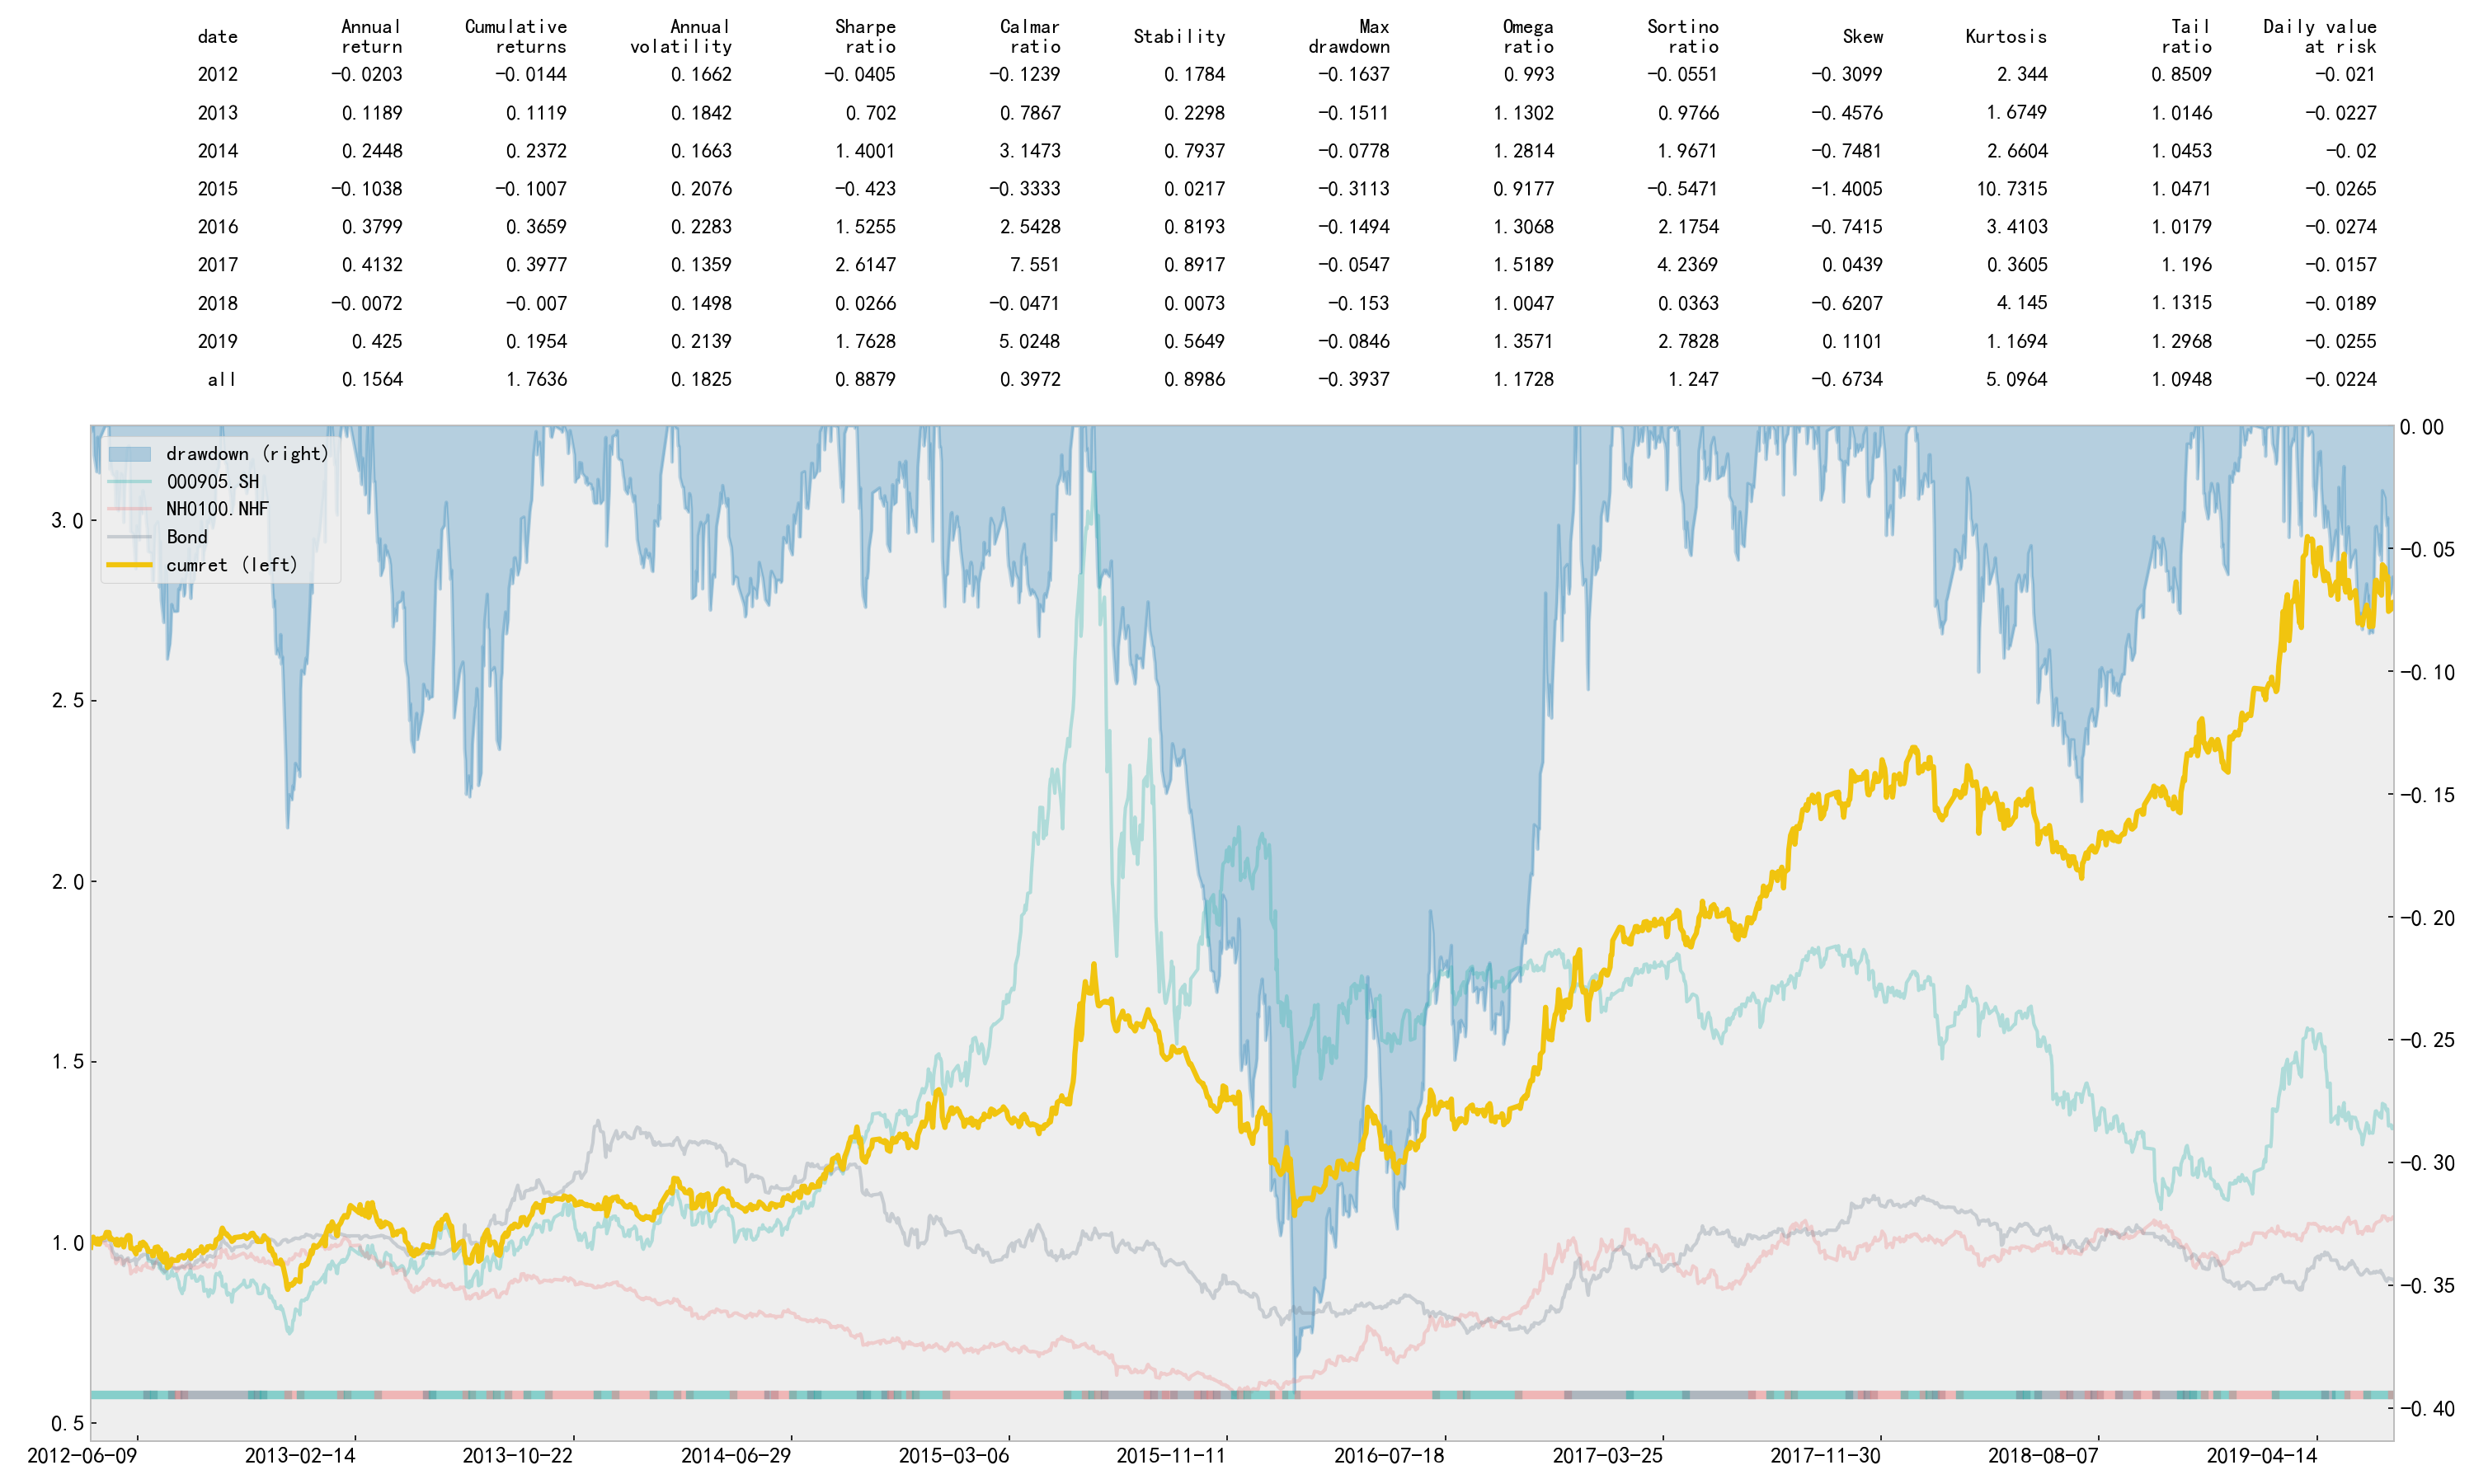 date Annual return Cumulative returns Annual volatility Sharpe ratio Calmar ratio Stability Max drawdown Omega ratio Sortino ratio Skew Kurtosis Tail ratio Daily value at risk
2012 -0.0203 -0.0144 0.1662 -0.0405 -0.1239 0.1784 -0.1637 0.993 -0.0551 -0.3099 2.344 0.8509 -0.021
2013 0.1189 0.1119 0.1842 0.702 0.7867 0.2298 -0.1511 1.1302 0.9766 -0.4576 1.6749 1.0146 -0.0227
2014 0.2448 0.2372 0.1663 1.4001 3.1473 0.7937 -0.0778 1.2814 1.9671 -0.7481 2.6604 1.0453 -0.02
2015 -0.1038 -0.1007 0.2076 -0.423 -0.3333 0.0217 -0.3113 0.9177 -0.5471 -1.4005 10.7315 1.0471 -0.0265
2016 0.3799 0.3659 0.2283 1.5255 2.5428 0.8193 -0.1494 1.3068 2.1754 -0.7415 3.4103 1.0179 -0.0274
2017 0.4132 0.3977 0.1359 2.6147 7.551 0.8917 -0.0547 1.5189 4.2369 0.0439 0.3605 1.196 -0.0157
2018 -0.0072 -0.007 0.1498 0.0266 -0.0471 0.0073 -0.153 1.0047 0.0363 -0.6207 4.145 1.1315 -0.0189
2019 0.425 0.1954 0.2139 1.7628 5.0248 0.5649 -0.0846 1.3571 2.7828 0.1101 1.1694 1.2968 -0.0255
all 0.1564 1.7636 0.1825 0.8879 0.3972 0.8986 -0.3937 1.1728 1.247 -0.6734 5.0964 1.0948 -0.0224
drawdown (right)
000905.SH
NH0100.NHF
Bond
cumret (left)
3.0
2.5
2.0
1.5
1.0
0.5
0.00
-0.05
-0.10
-0.15
-0.20
-0.25
-0.30
-0.35
-0.40
2012-06-09 2013-02-14 2013-10-22 2014-06-29 2015-03-06 2015-11-11 2016-07-18 2017-03-25 2017-11-30 2018-08-07 2019-04-14